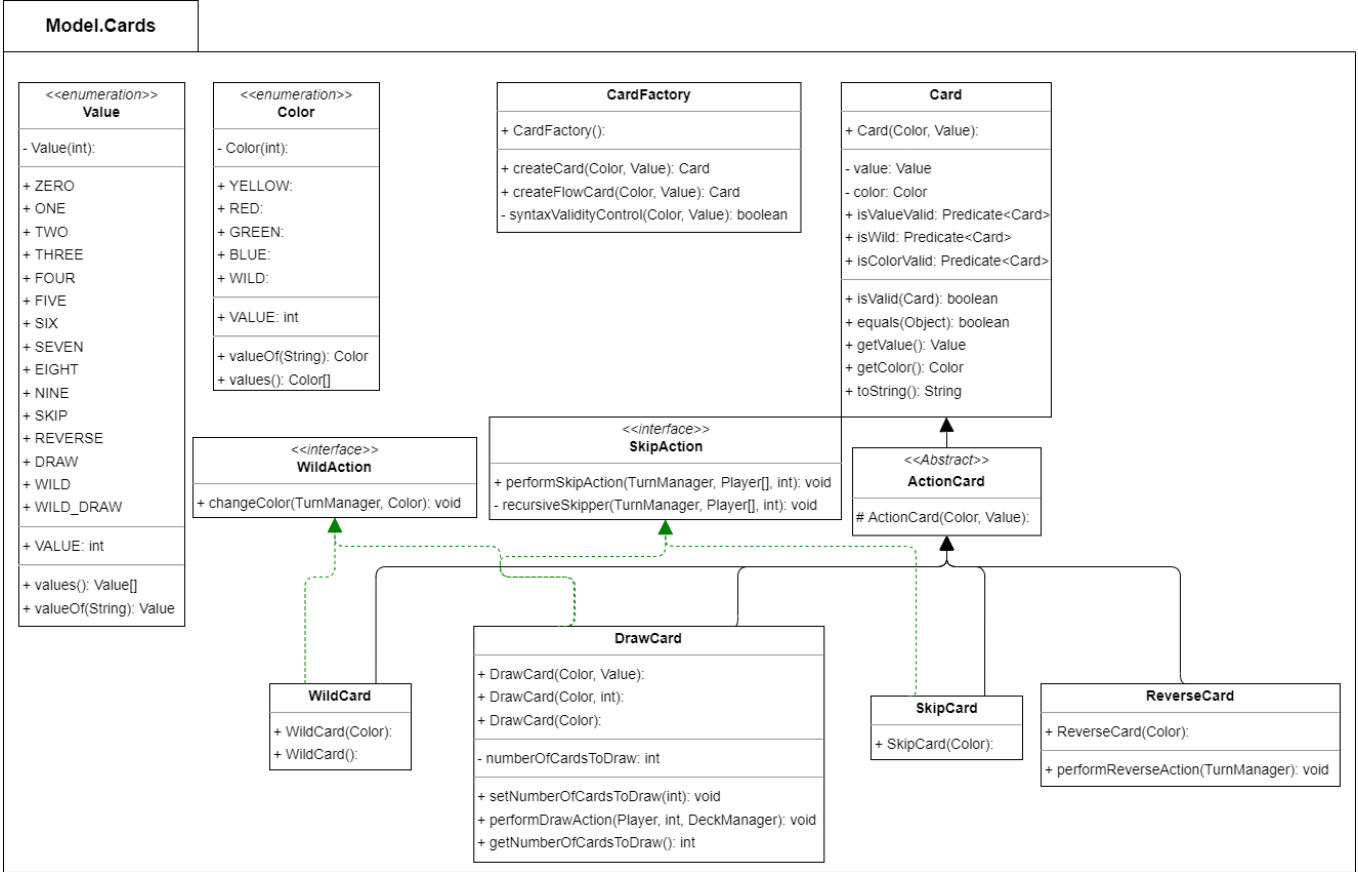 Model.Cards
<<enumeration>>
Value
- Value(int):
+ ZERO
+ ONE
+ TWO
+ THREE
+ FOUR
+ FIVE
+ SIX
+ SEVEN
+ EIGHT
+ NINE
+ SKIP
+ REVERSE
+ DRAW
+ WILD
+ WILD_DRAW
+ VALUE: int
+ values(): Value[]
+ valueOf(String): Value
<<enumeration>>
Color
- Color(int):
+ YELLOW:
+ RED:
+ GREEN:
+ BLUE:
+ WILD:
+ VALUE: int
+ valueOf(String): Color
+ values(): Color[]
CardFactory
+ CardFactory():
+ createCard(Color, Value): Card
+ createFlowCard(Color, Value): Card
- syntaxValidityControl(Color, Value): boolean
Card
+ Card(Color, Value):
- value: Value
- color: Color
+ isValueValid: Predicate<Card>
+ isWild: Predicate<Card>
+ isColorValid: Predicate<Card>
+ isValid(Card): boolean
+ equals(Object): boolean
+ getValue(): Value
+ getColor(): Color
+ toString(): String
<<interface>>
WildAction
+ changeColor(TurnManager, Color): void
<<interface>>
SkipAction
+ performSkipAction(TurnManager, Player[], int): void
- recursiveSkipper(TurnManager, Player[], int): void
<<Abstract>>
ActionCard
# ActionCard(Color, Value):
WildCard
+ WildCard(Color):
+ WildCard():
DrawCard
+ DrawCard(Color, Value):
+ DrawCard(Color, int):
+ DrawCard(Color):
- numberOfCardsToDraw: int
+ setNumberOfCardsToDraw(int): void
+ performDrawAction(Player, int, DeckManager): void
+ getNumberOfCardsToDraw(): int
SkipCard
+ SkipCard(Color):
ReverseCard
+ ReverseCard(Color):
+ performReverseAction(TurnManager): void